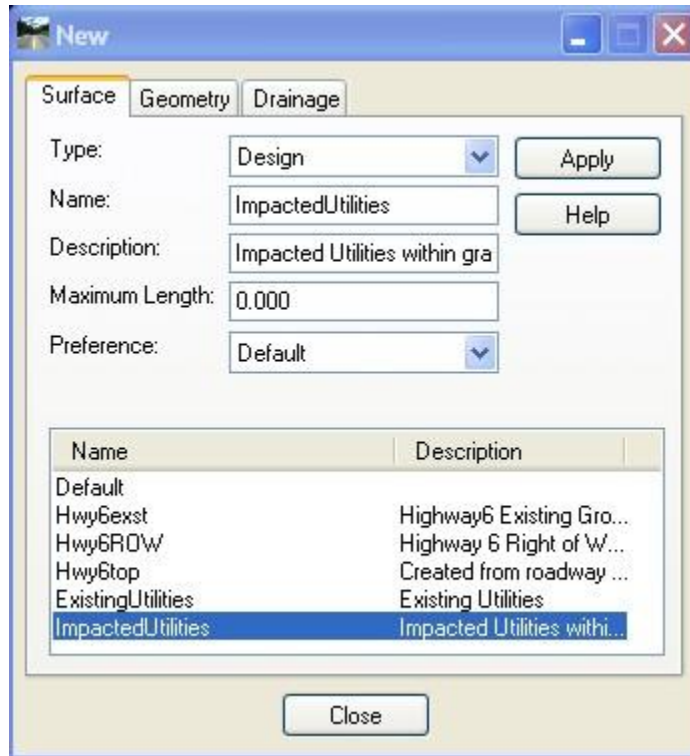 New
Surface Geometry Drainage
Type: Design Apply
Name: ImpactedUtilities Help
Description: Impacted Utilities within gra
Maximum Length: 0.000
Preference: Default
Name Description
Default
Hwy6exst Highway6 Existing Gro...
Hwy6ROW Highway 6 Right of W...
Hwy6top Created from roadway ...
ExistingUtilities Existing Utilities
ImpactedUtilities Impacted Utilities withi...
Close